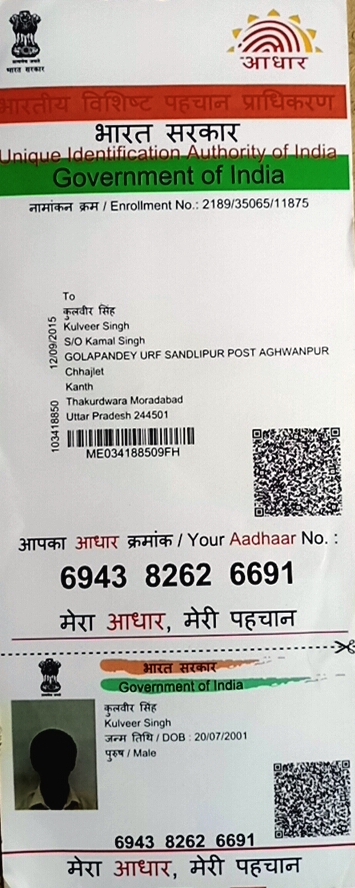 भारत सरकार
आधार
भारतीय विशिष्ट पहचान प्राधिकरण
भारत सरकार
Unique Identification Authority of India
Government of India
नामांकन क्रम / Enrollment No.: 2189/35065/11875
To
कुलवीर सिंह
Kulveer Singh
S/O Kamal Singh
GOLAPANDEY URF SANDLIPUR POST AGHWANPUR
Chhajlet
Kanth
Thakurdwara Moradabad
Uttar Pradesh 244501
103418850 12/09/2015
ME034188509FH
आपका आधार क्रमांक / Your Aadhaar No. :
6943 8262 6691
मेरा आधार, मेरी पहचान
भारत सरकार
Government of India
कुलवीर सिंह
Kulveer Singh
जन्म तिथि / DOB : 20/07/2001
पुरुष / Male
6943 8262 6691
मेरा आधार, मेरी पहचान